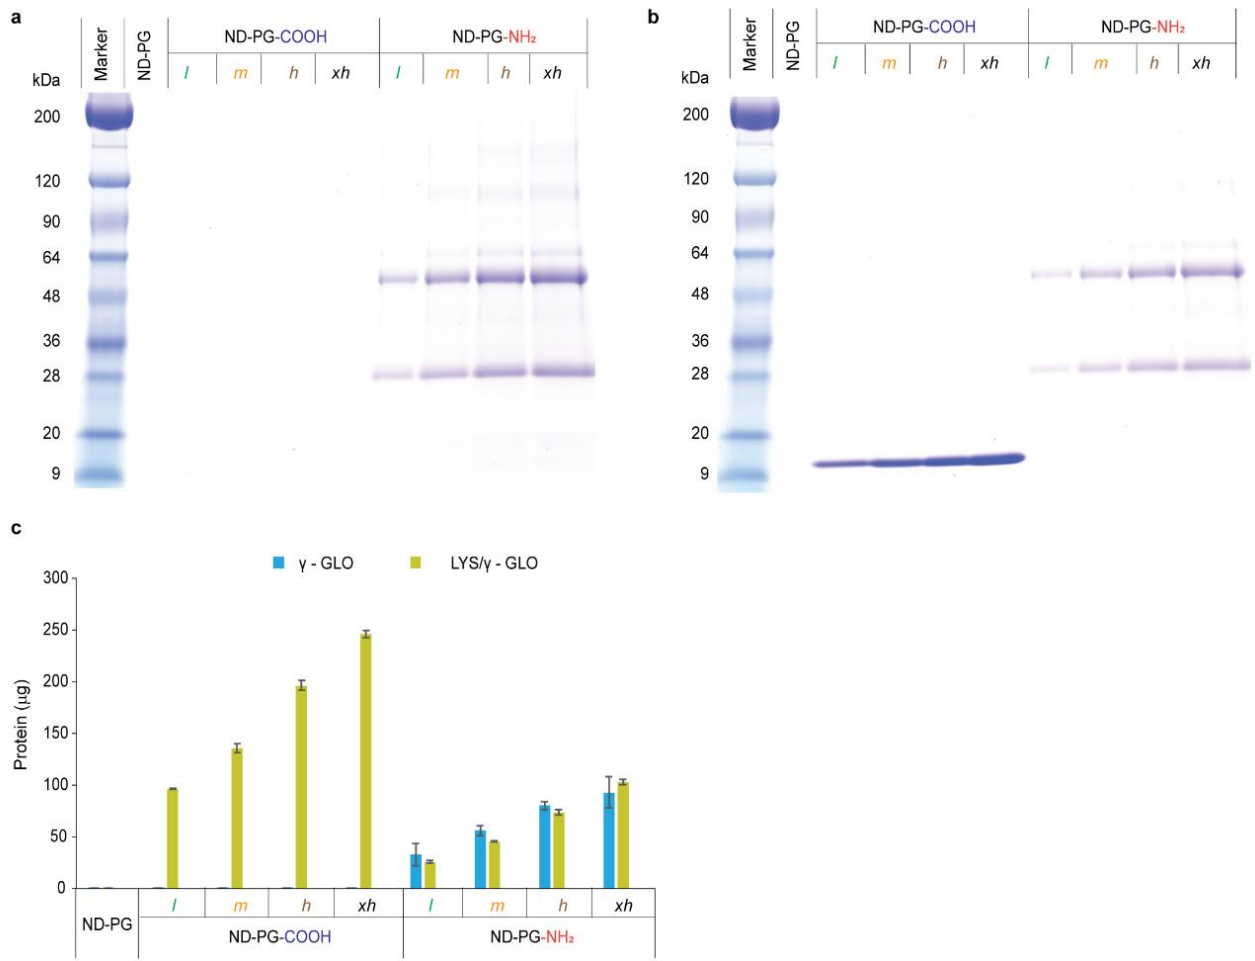 a
Marker
ND-PG
ND-PG-COOH
ND-PG-NH₂
l m h xh l m h xh
kDa
200
120
90
64
48
36
28
20
9
b
Marker
ND-PG
ND-PG-COOH
ND-PG-NH₂
l m h xh l m h xh
kDa
200
120
90
64
48
36
28
20
9
c
γ - GLO LYS/γ - GLO
Protein (µg)
300
250
200
150
100
50
0
ND-PG
l m h xh l m h xh
ND-PG-COOH ND-PG-NH₂